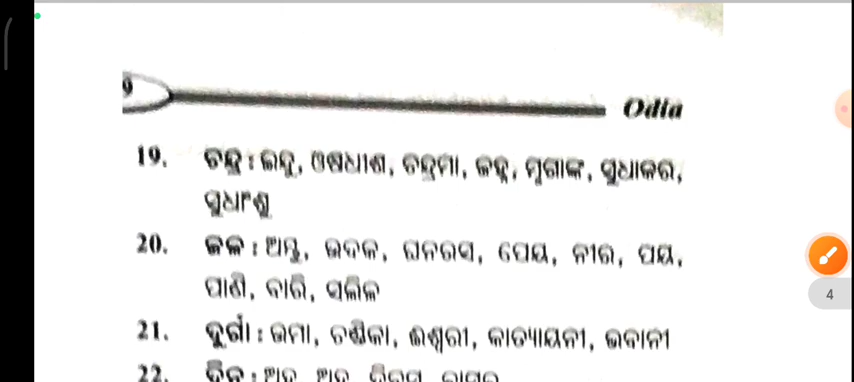 9
Odia
19. ଚନ୍ଦ୍ର : ଇନ୍ଦୁ, ଓଷଧୀଶ, ଚନ୍ଦ୍ରମା, ଜହ୍ନ, ମୃଗାଙ୍କ, ସୁଧାକର,
ସୁଧାଂଶୁ
20. ଜଳ : ଅମ୍ବୁ, ଉଦକ, ଘନରସ, ପେୟ, ନୀର, ପୟ,
ପାଣି, ବାରି, ସଲିଳ
21. ଦୁର୍ଗା : ଉମା, ଚଣ୍ଡିକା, ଈଶ୍ୱରୀ, କାତ୍ୟାୟନୀ, ଭବାନୀ
22. ଦିନ :
4